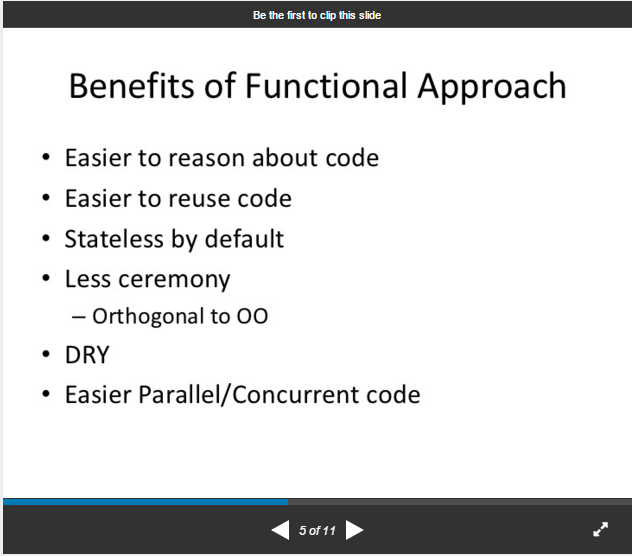 Be the first to clip this slide
Benefits of Functional Approach
• Easier to reason about code
• Easier to reuse code
• Stateless by default
• Less ceremony
– Orthogonal to OO
• DRY
• Easier Parallel/Concurrent code
5 of 11